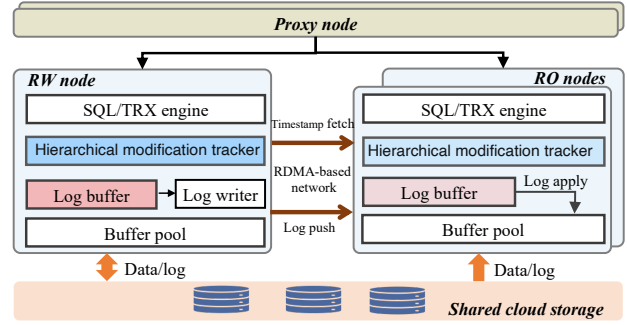 Proxy node
RW node
SQL/TRX engine
Hierarchical modification tracker
Log buffer
Log writer
Buffer pool
Timestamp fetch
RDMA-based
network
Log push
RO nodes
SQL/TRX engine
Hierarchical modification tracker
Log buffer
Log apply
Buffer pool
Data/log
Data/log
Shared cloud storage